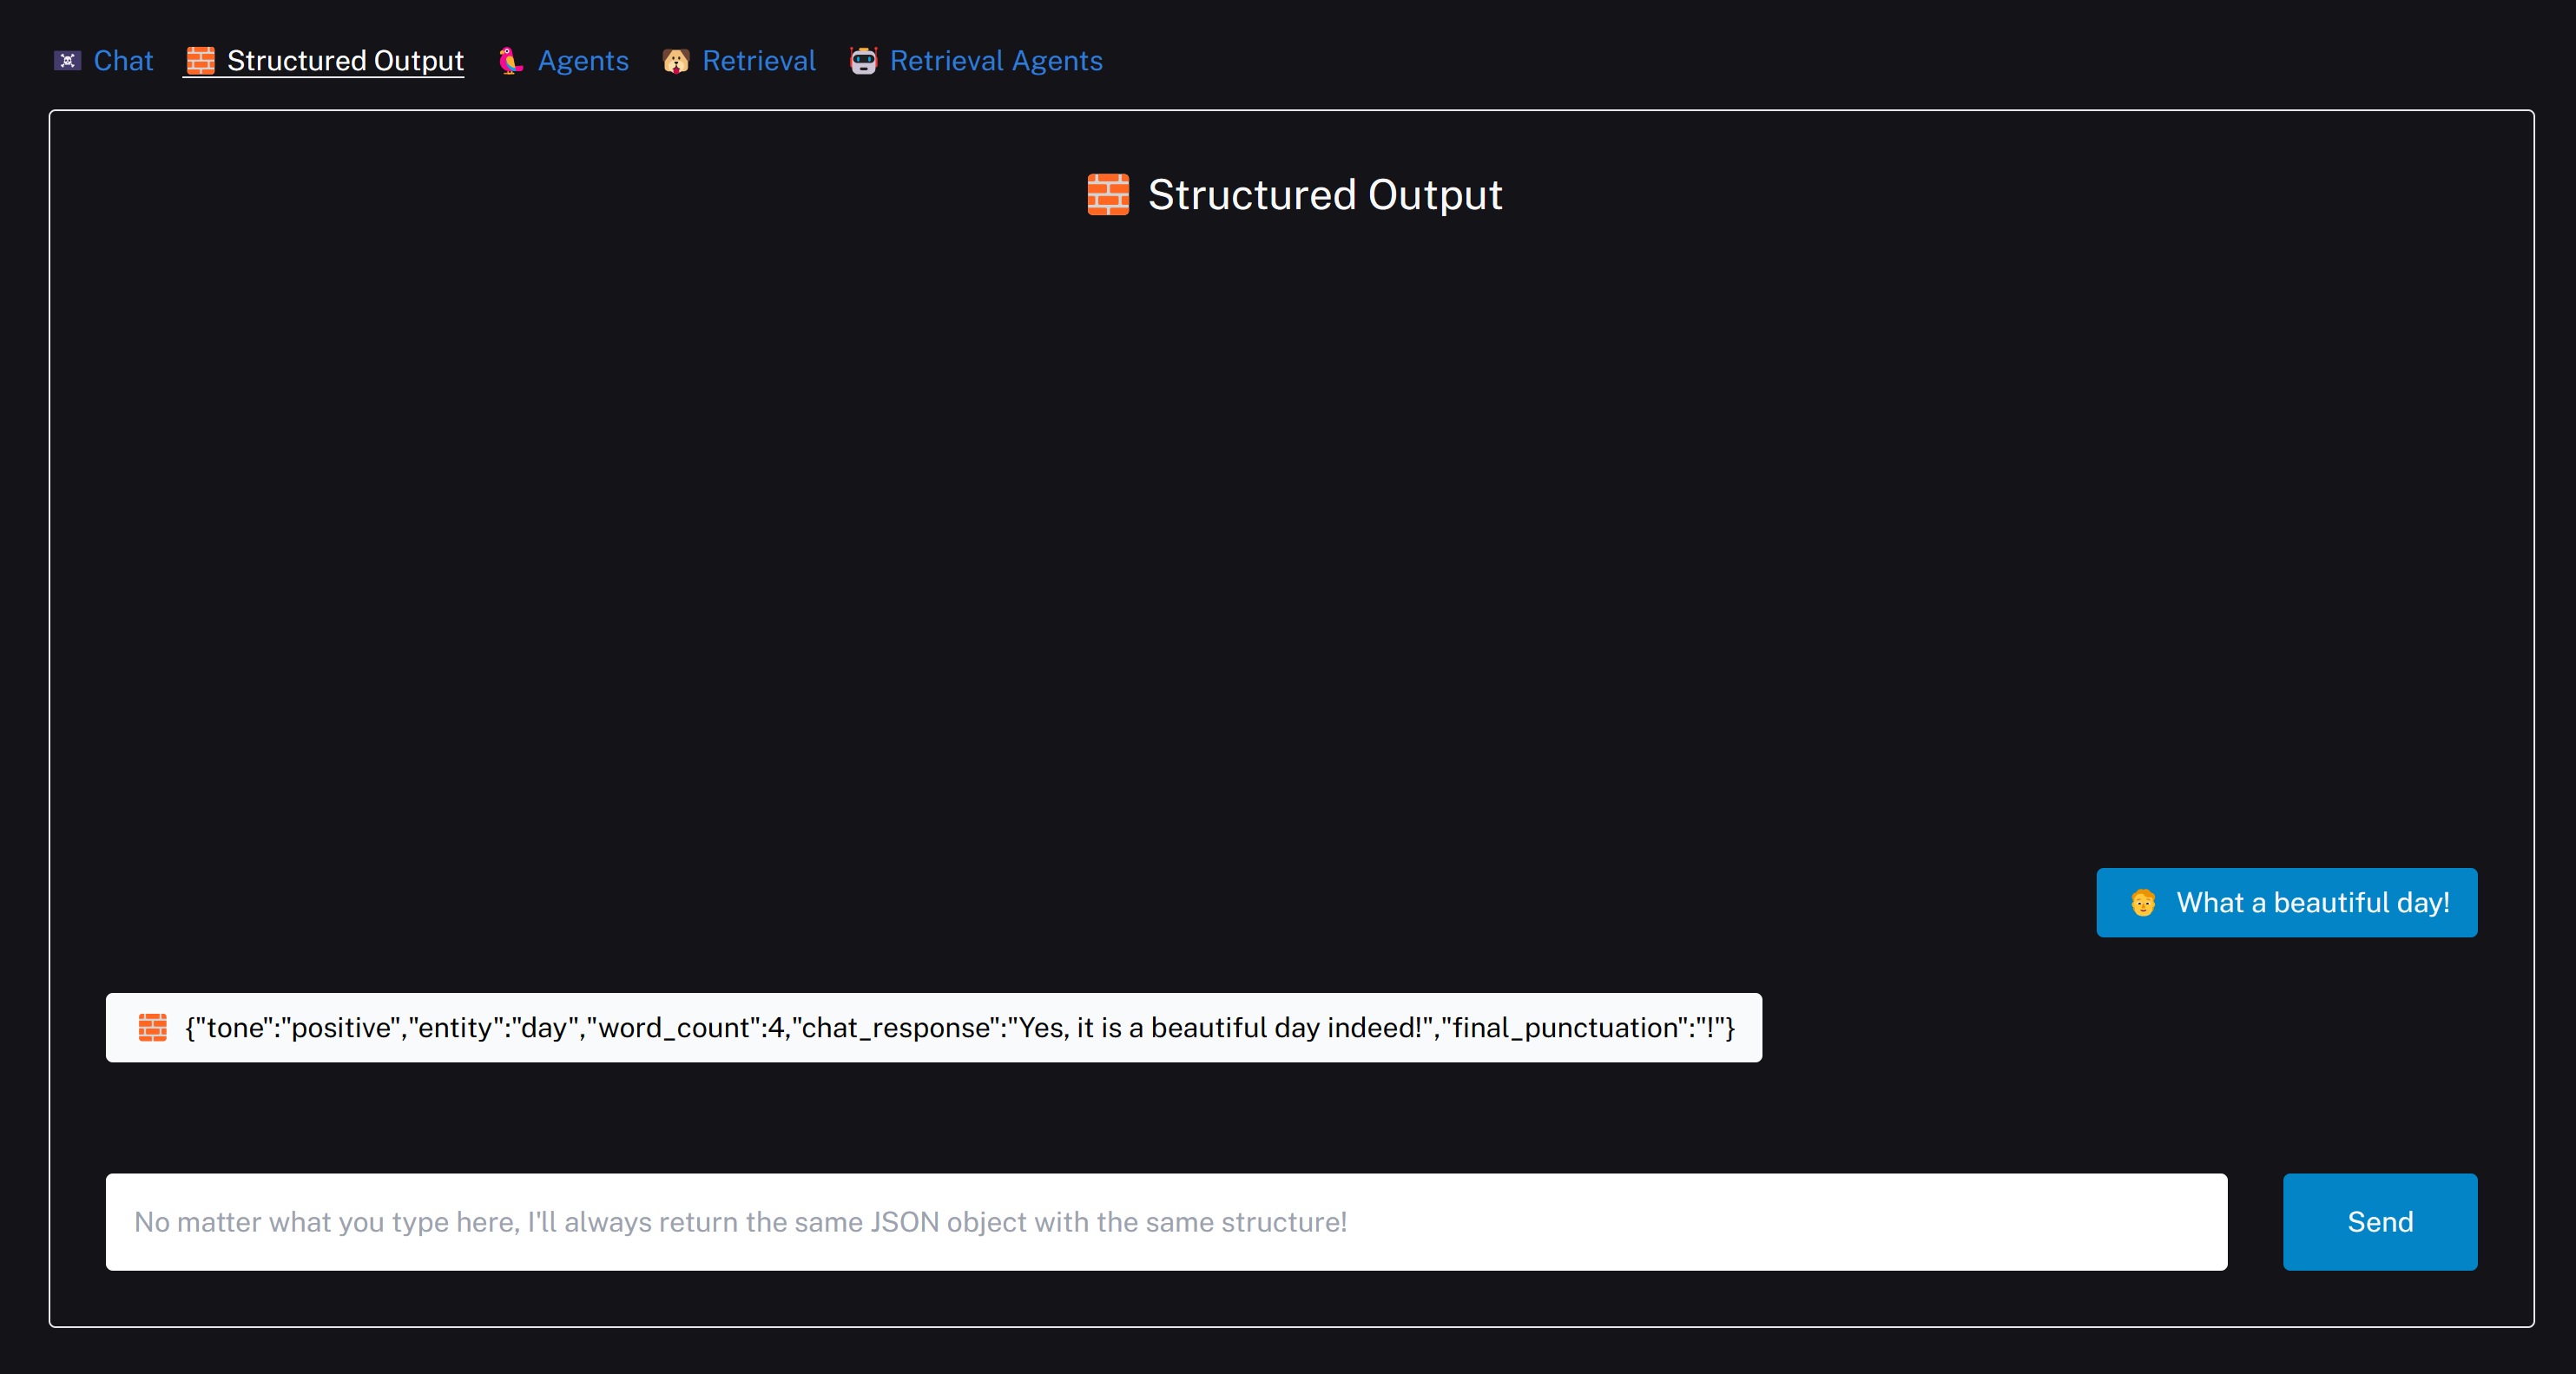 Chat Structured Output Agents Retrieval Retrieval Agents
Structured Output
What a beautiful day!
{"tone":"positive","entity":"day","word_count":4,"chat_response":"Yes, it is a beautiful day indeed!","final_punctuation":"!"}
No matter what you type here, I'll always return the same JSON object with the same structure!
Send